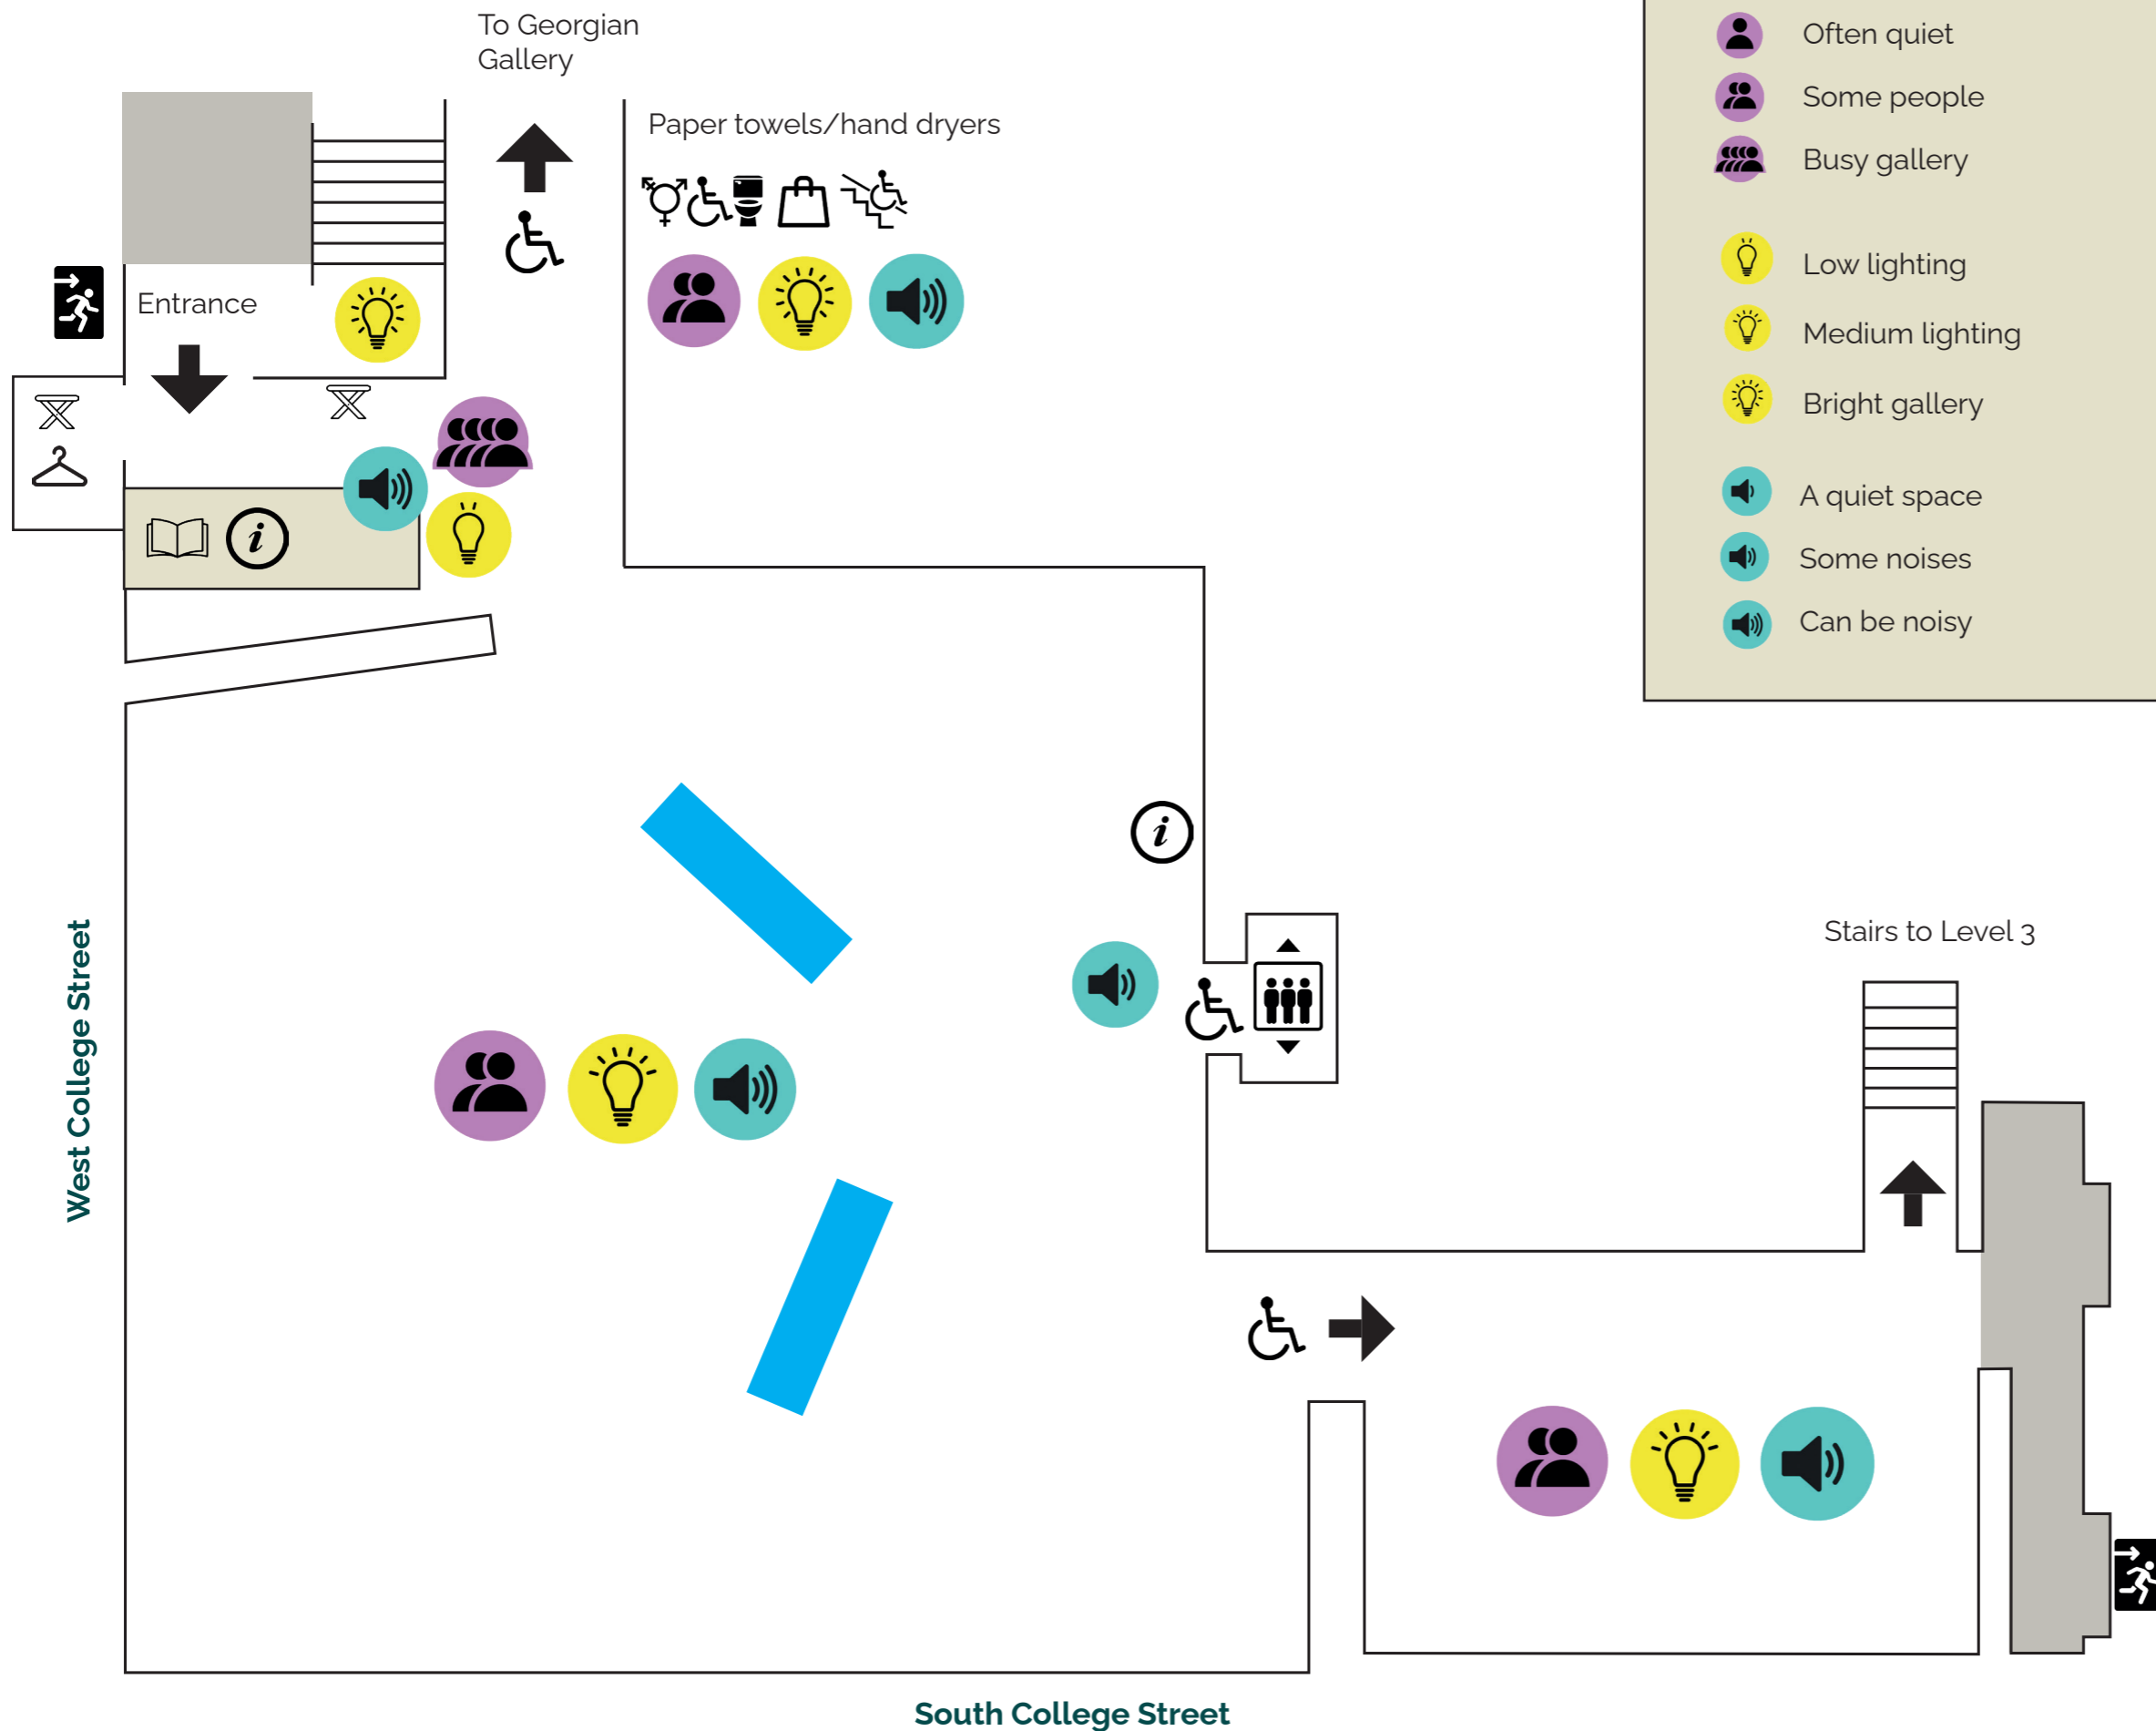 To Georgian
Gallery
Paper towels/hand dryers
Entrance
Often quiet
Some people
Busy gallery
Low lighting
Medium lighting
Bright gallery
A quiet space
Some noises
Can be noisy
i
i
Stairs to Level 3
West College Street
South College Street